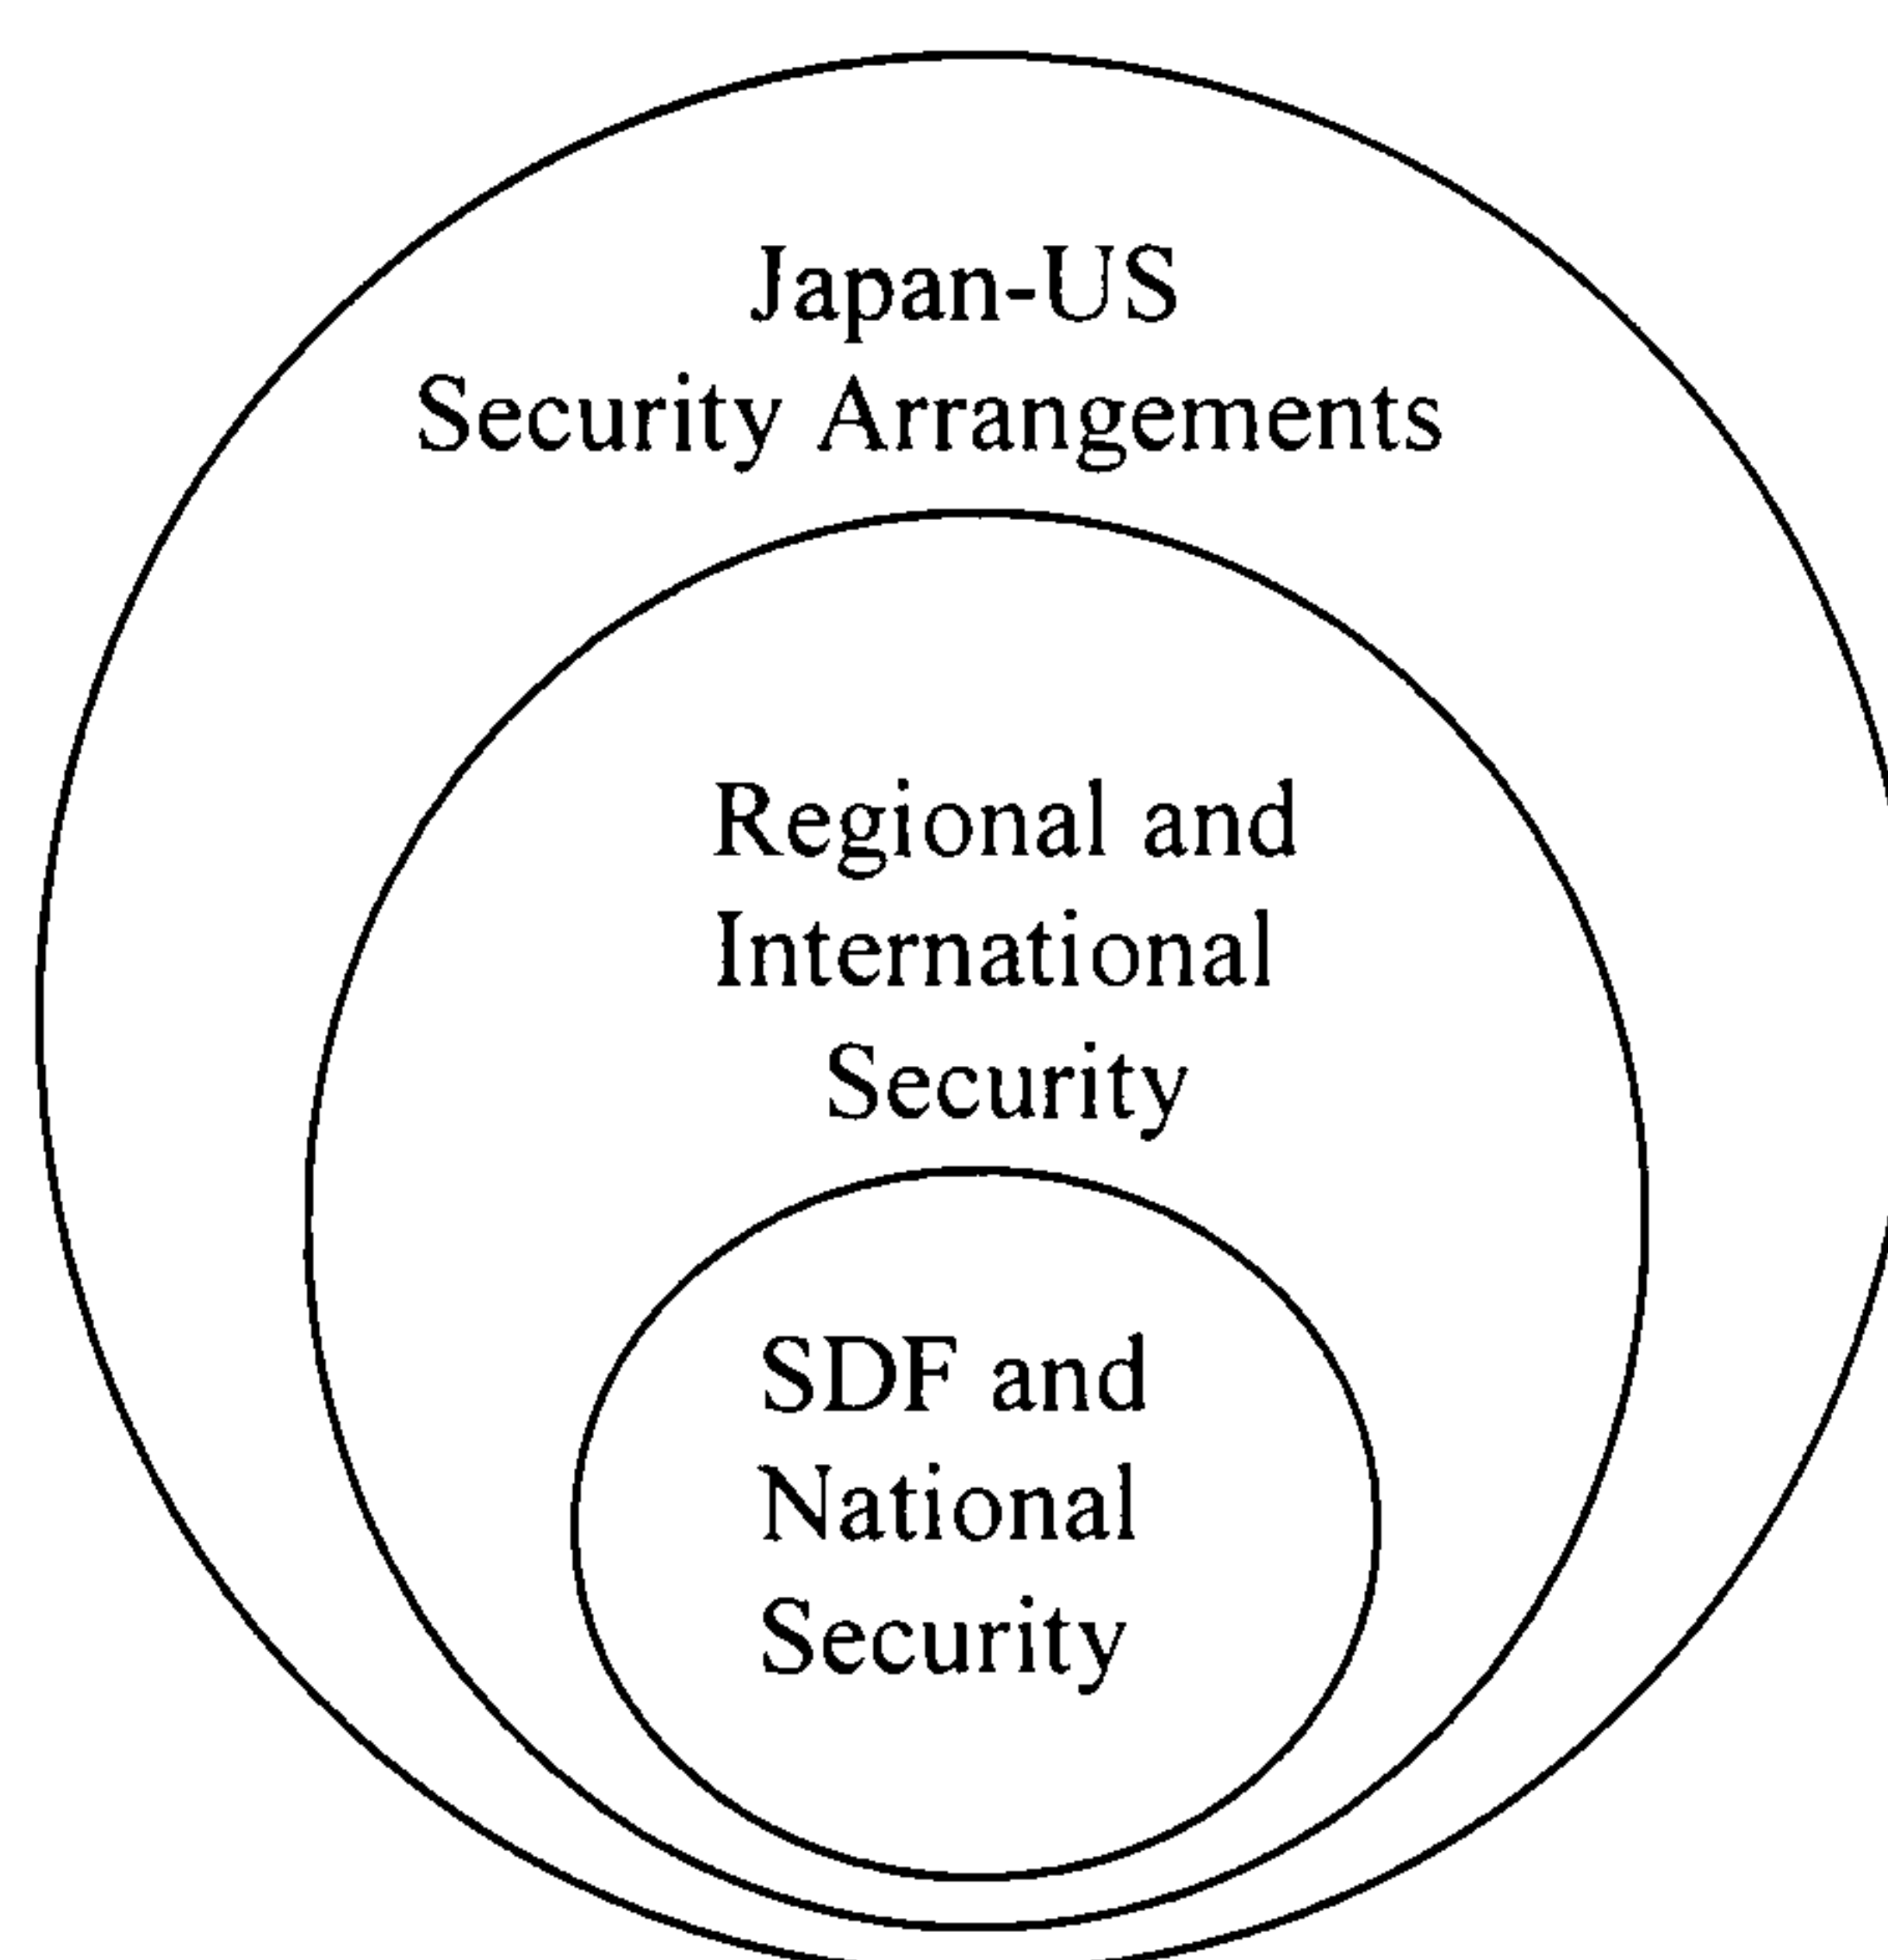 Japan-US
Security Arrangements
Regional and
International
Security
SDF and
National
Security